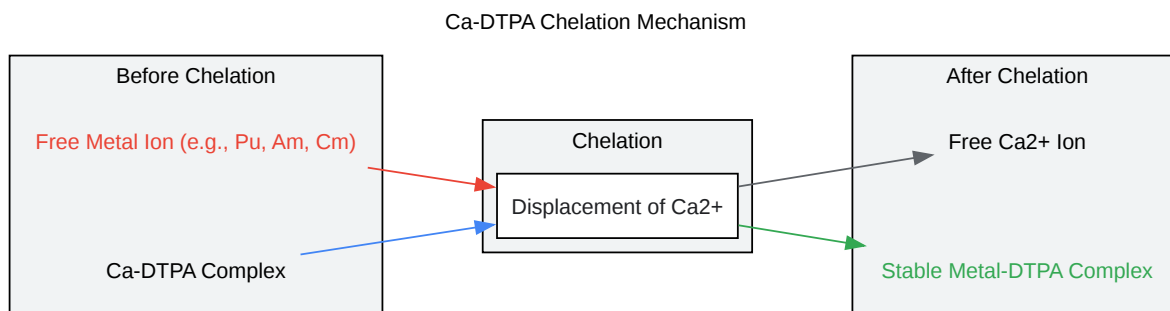 Ca-DTPA Chelation Mechanism
Before Chelation
Free Metal Ion (e.g., Pu, Am, Cm)
Ca-DTPA Complex
Chelation
Displacement of Ca2+
After Chelation
Free Ca2+ Ion
Stable Metal-DTPA Complex